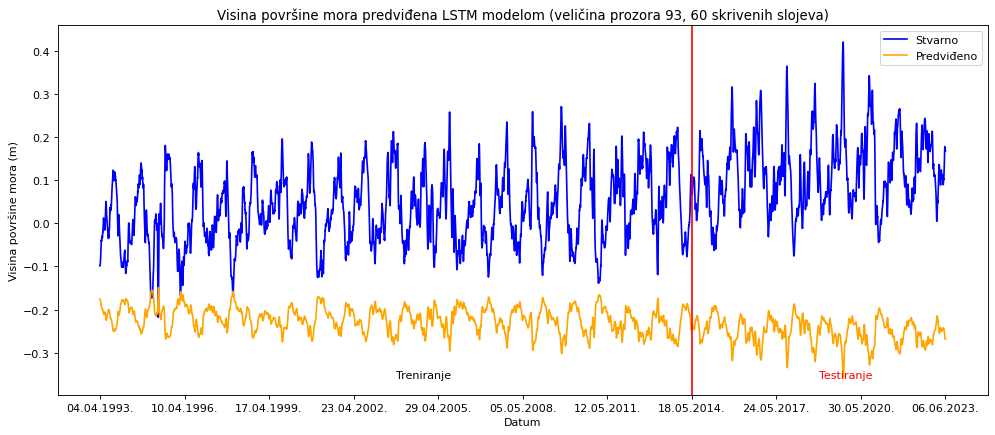 Visina površine mora predviđena LSTM modelom (veličina prozora 93, 60 skrivenih slojeva)
Stvarno
Predviđeno
0.4
0.3
0.2
0.1
0.0
−0.1
−0.2
−0.3
Visina površine mora (m)
Treniranje
Testiranje
04.04.1993.
10.04.1996.
17.04.1999.
23.04.2002.
29.04.2005.
05.05.2008.
12.05.2011.
18.05.2014.
24.05.2017.
30.05.2020.
06.06.2023.
Datum